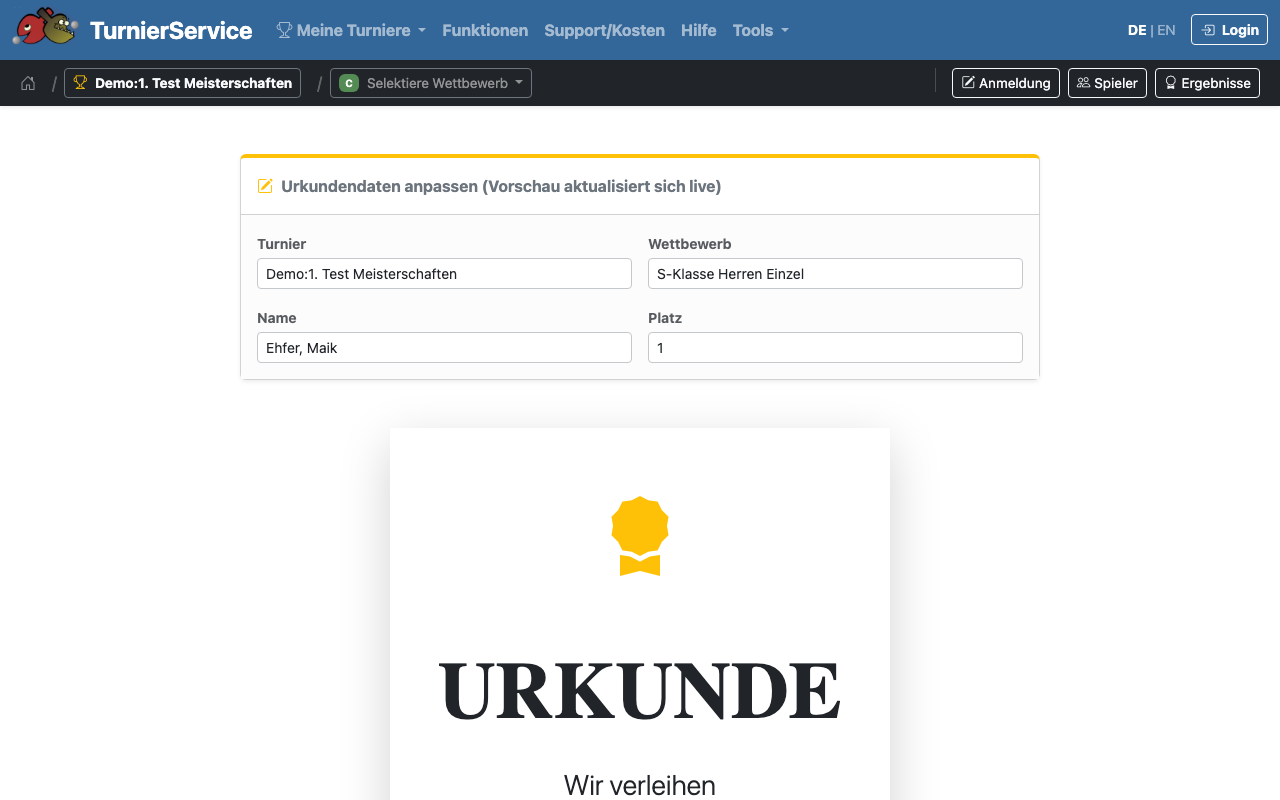 TurnierService Meine Turniere Funktionen Support/Kosten Hilfe Tools DE | EN Login
/ Demo:1. Test Meisterschaften / C Selektiere Wettbewerb Anmeldung Spieler Ergebnisse
Urkundendaten anpassen (Vorschau aktualisiert sich live)
Turnier Wettbewerb
Demo:1. Test Meisterschaften S-Klasse Herren Einzel
Name Platz
Ehfer, Maik 1
URKUNDE
Wir verleihen